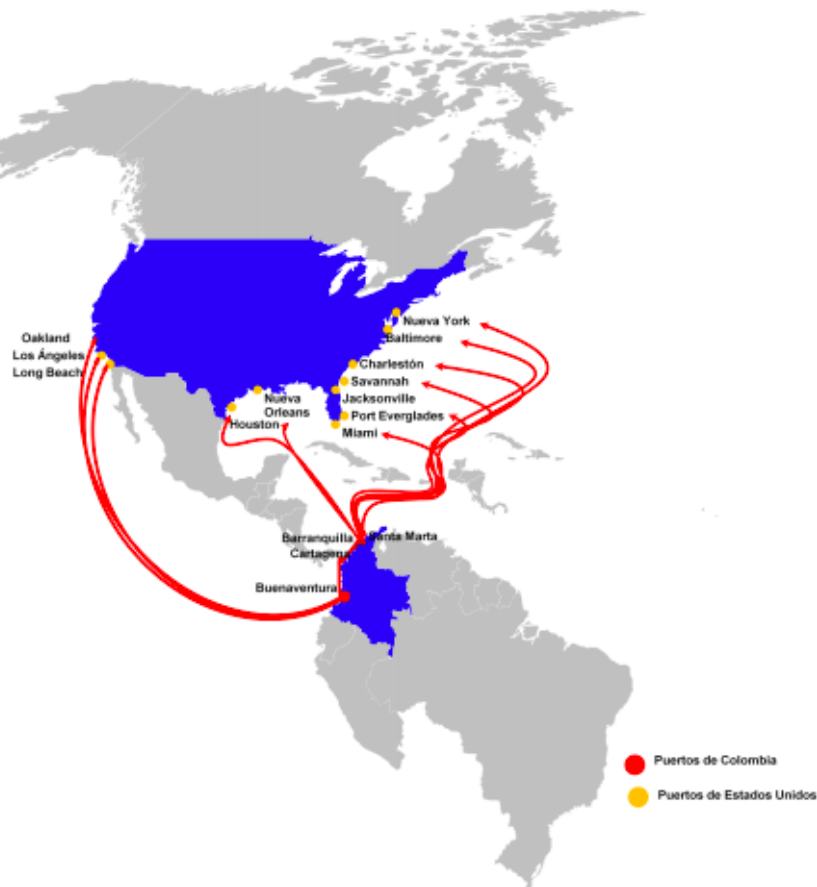 Oakland
Los Ángeles
Long Beach
Nueva York
Baltimore
Charlestón
Savannah
Jacksonville
Port Everglades
Miami
Nueva
Orleans
Houston
Barranquilla
Santa Marta
Cartagena
Buenaventura
Puertos de Colombia
Puertos de Estados Unidos